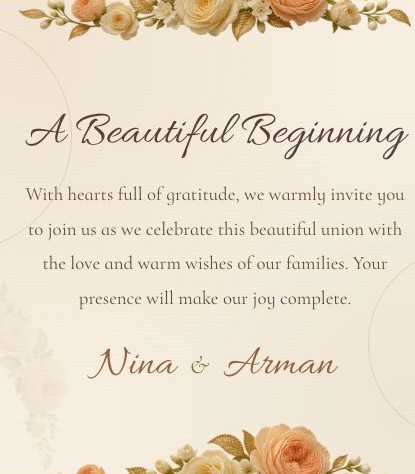 A Beautiful Beginning
With hearts full of gratitude, we warmly invite you
to join us as we celebrate this beautiful union with
the love and warm wishes of our families. Your
presence will make our joy complete.
Nina & Arman